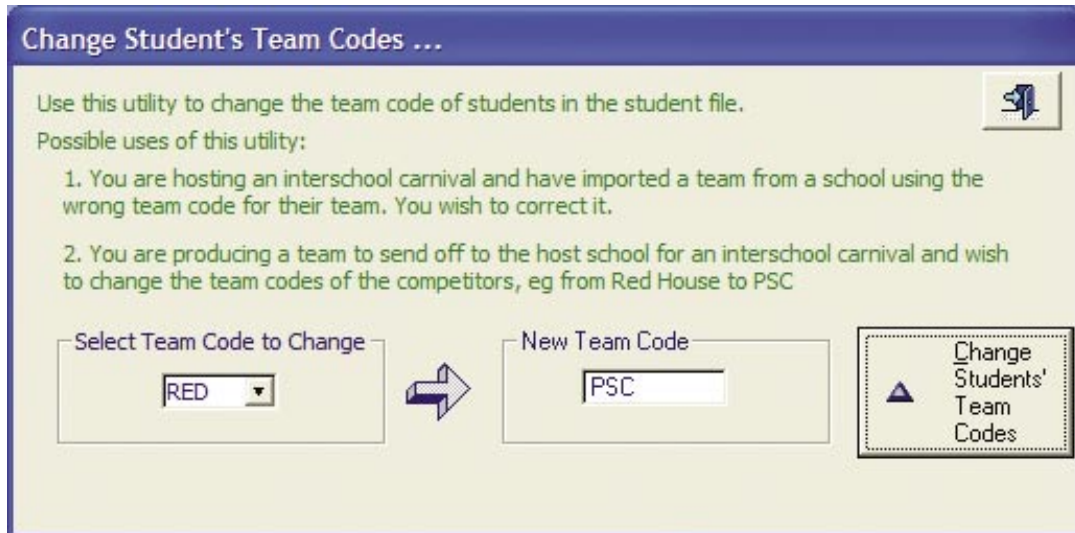 Change Student's Team Codes ...
Use this utility to change the team code of students in the student file.
Possible uses of this utility:
1. You are hosting an interschool carnival and have imported a team from a school using the
wrong team code for their team. You wish to correct it.
2. You are producing a team to send off to the host school for an interschool carnival and wish
to change the team codes of the competitors, eg from Red House to PSC
Select Team Code to Change
RED
New Team Code
PSC
Change
Students'
Team
Codes